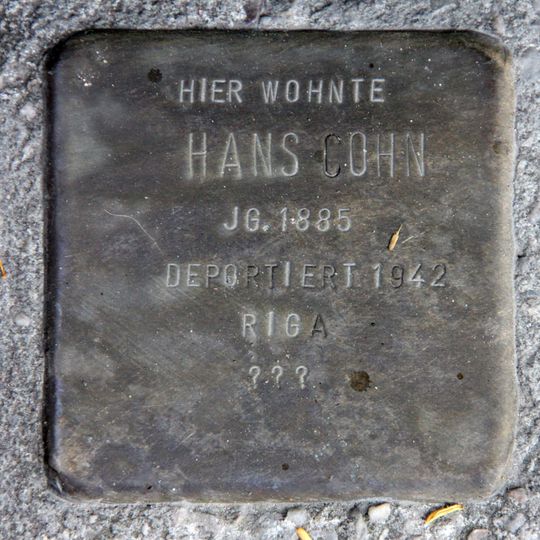 HIER WOHNTE
HANS COHN
JG. 1885
DEPORTIERT 1942
RIGA
???